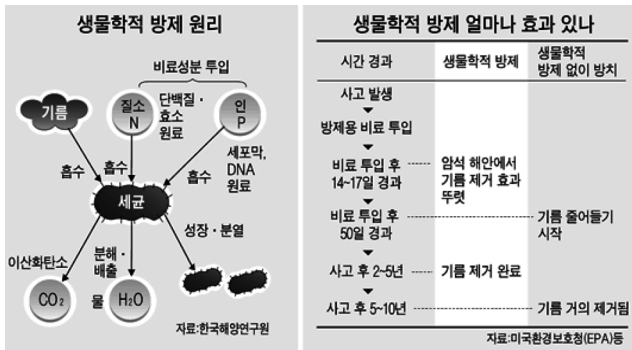 생물학적 방제 원리
비료성분 투입
기름
질소
N
단백질·
효소
원료
인
P
세포막,
DNA
원료
흡수
흡수
흡수
세균
이산화탄소
분해·
배출
성장·분열
CO₂
물
H₂O
자료:한국해양연구원
생물학적 방제 얼마나 효과 있나
시간 경과
생물학적 방제
생물학적
방제 없이 방치
사고 발생
방제용 비료 투입
비료 투입 후
14~17일 경과
암석 해안에서
기름 제거 효과
뚜렷
비료 투입 후
50일 경과
기름 줄어들기
시작
사고 후 2~5년
기름 제거 완료
사고 후 5~10년
기름 거의 제거됨
자료:미국환경보호청(EPA)등